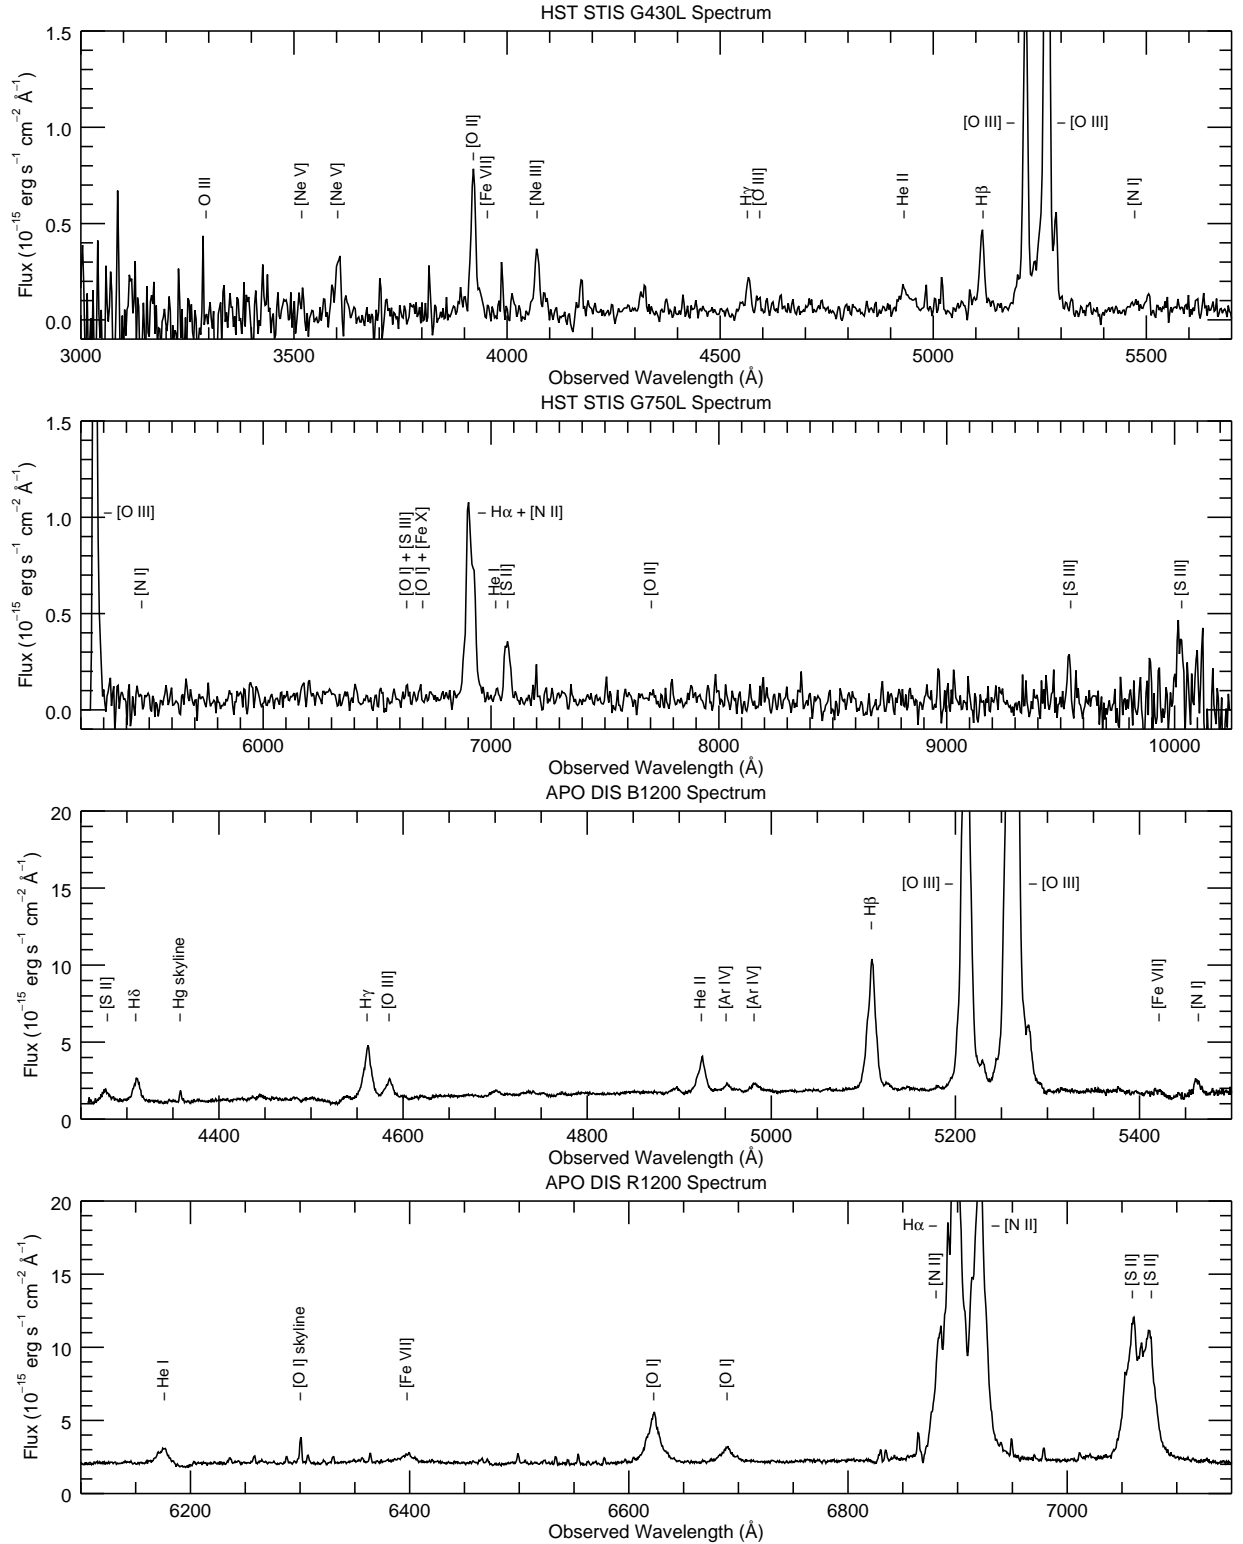 HST STIS G430L Spectrum
Flux (10⁻¹⁵ erg s⁻¹ cm⁻² Å⁻¹)
1.5
1.0
0.5
0.0
O III
[Ne V]
[Ne V]
[O II]
[Fe VII]
[Ne III]
Hγ
[O III]
He II
Hβ
[O III]
[O III]
[N I]
3000 3500 4000 4500 5000 5500
Observed Wavelength (Å)
HST STIS G750L Spectrum
Flux (10⁻¹⁵ erg s⁻¹ cm⁻² Å⁻¹)
1.5
1.0
0.5
0.0
[O III]
[N I]
[O I] + [S III]
[O I] + [Fe X]
Hα + [N II]
He I
[S II]
[O II]
[S III]
[S III]
6000 7000 8000 9000 10000
Observed Wavelength (Å)
APO DIS B1200 Spectrum
Flux (10⁻¹⁵ erg s⁻¹ cm⁻² Å⁻¹)
20
15
10
5
0
[S II]
Hδ
Hg skyline
Hγ
[O III]
He II
[Ar IV]
[Ar IV]
Hβ
[O III]
[O III]
[Fe VII]
[N I]
4400 4600 4800 5000 5200 5400
Observed Wavelength (Å)
APO DIS R1200 Spectrum
Flux (10⁻¹⁵ erg s⁻¹ cm⁻² Å⁻¹)
20
15
10
5
0
He I
[O I] skyline
[Fe VII]
[O I]
[O I]
Hα
[N II]
[N II]
[S II]
[S II]
6200 6400 6600 6800 7000
Observed Wavelength (Å)